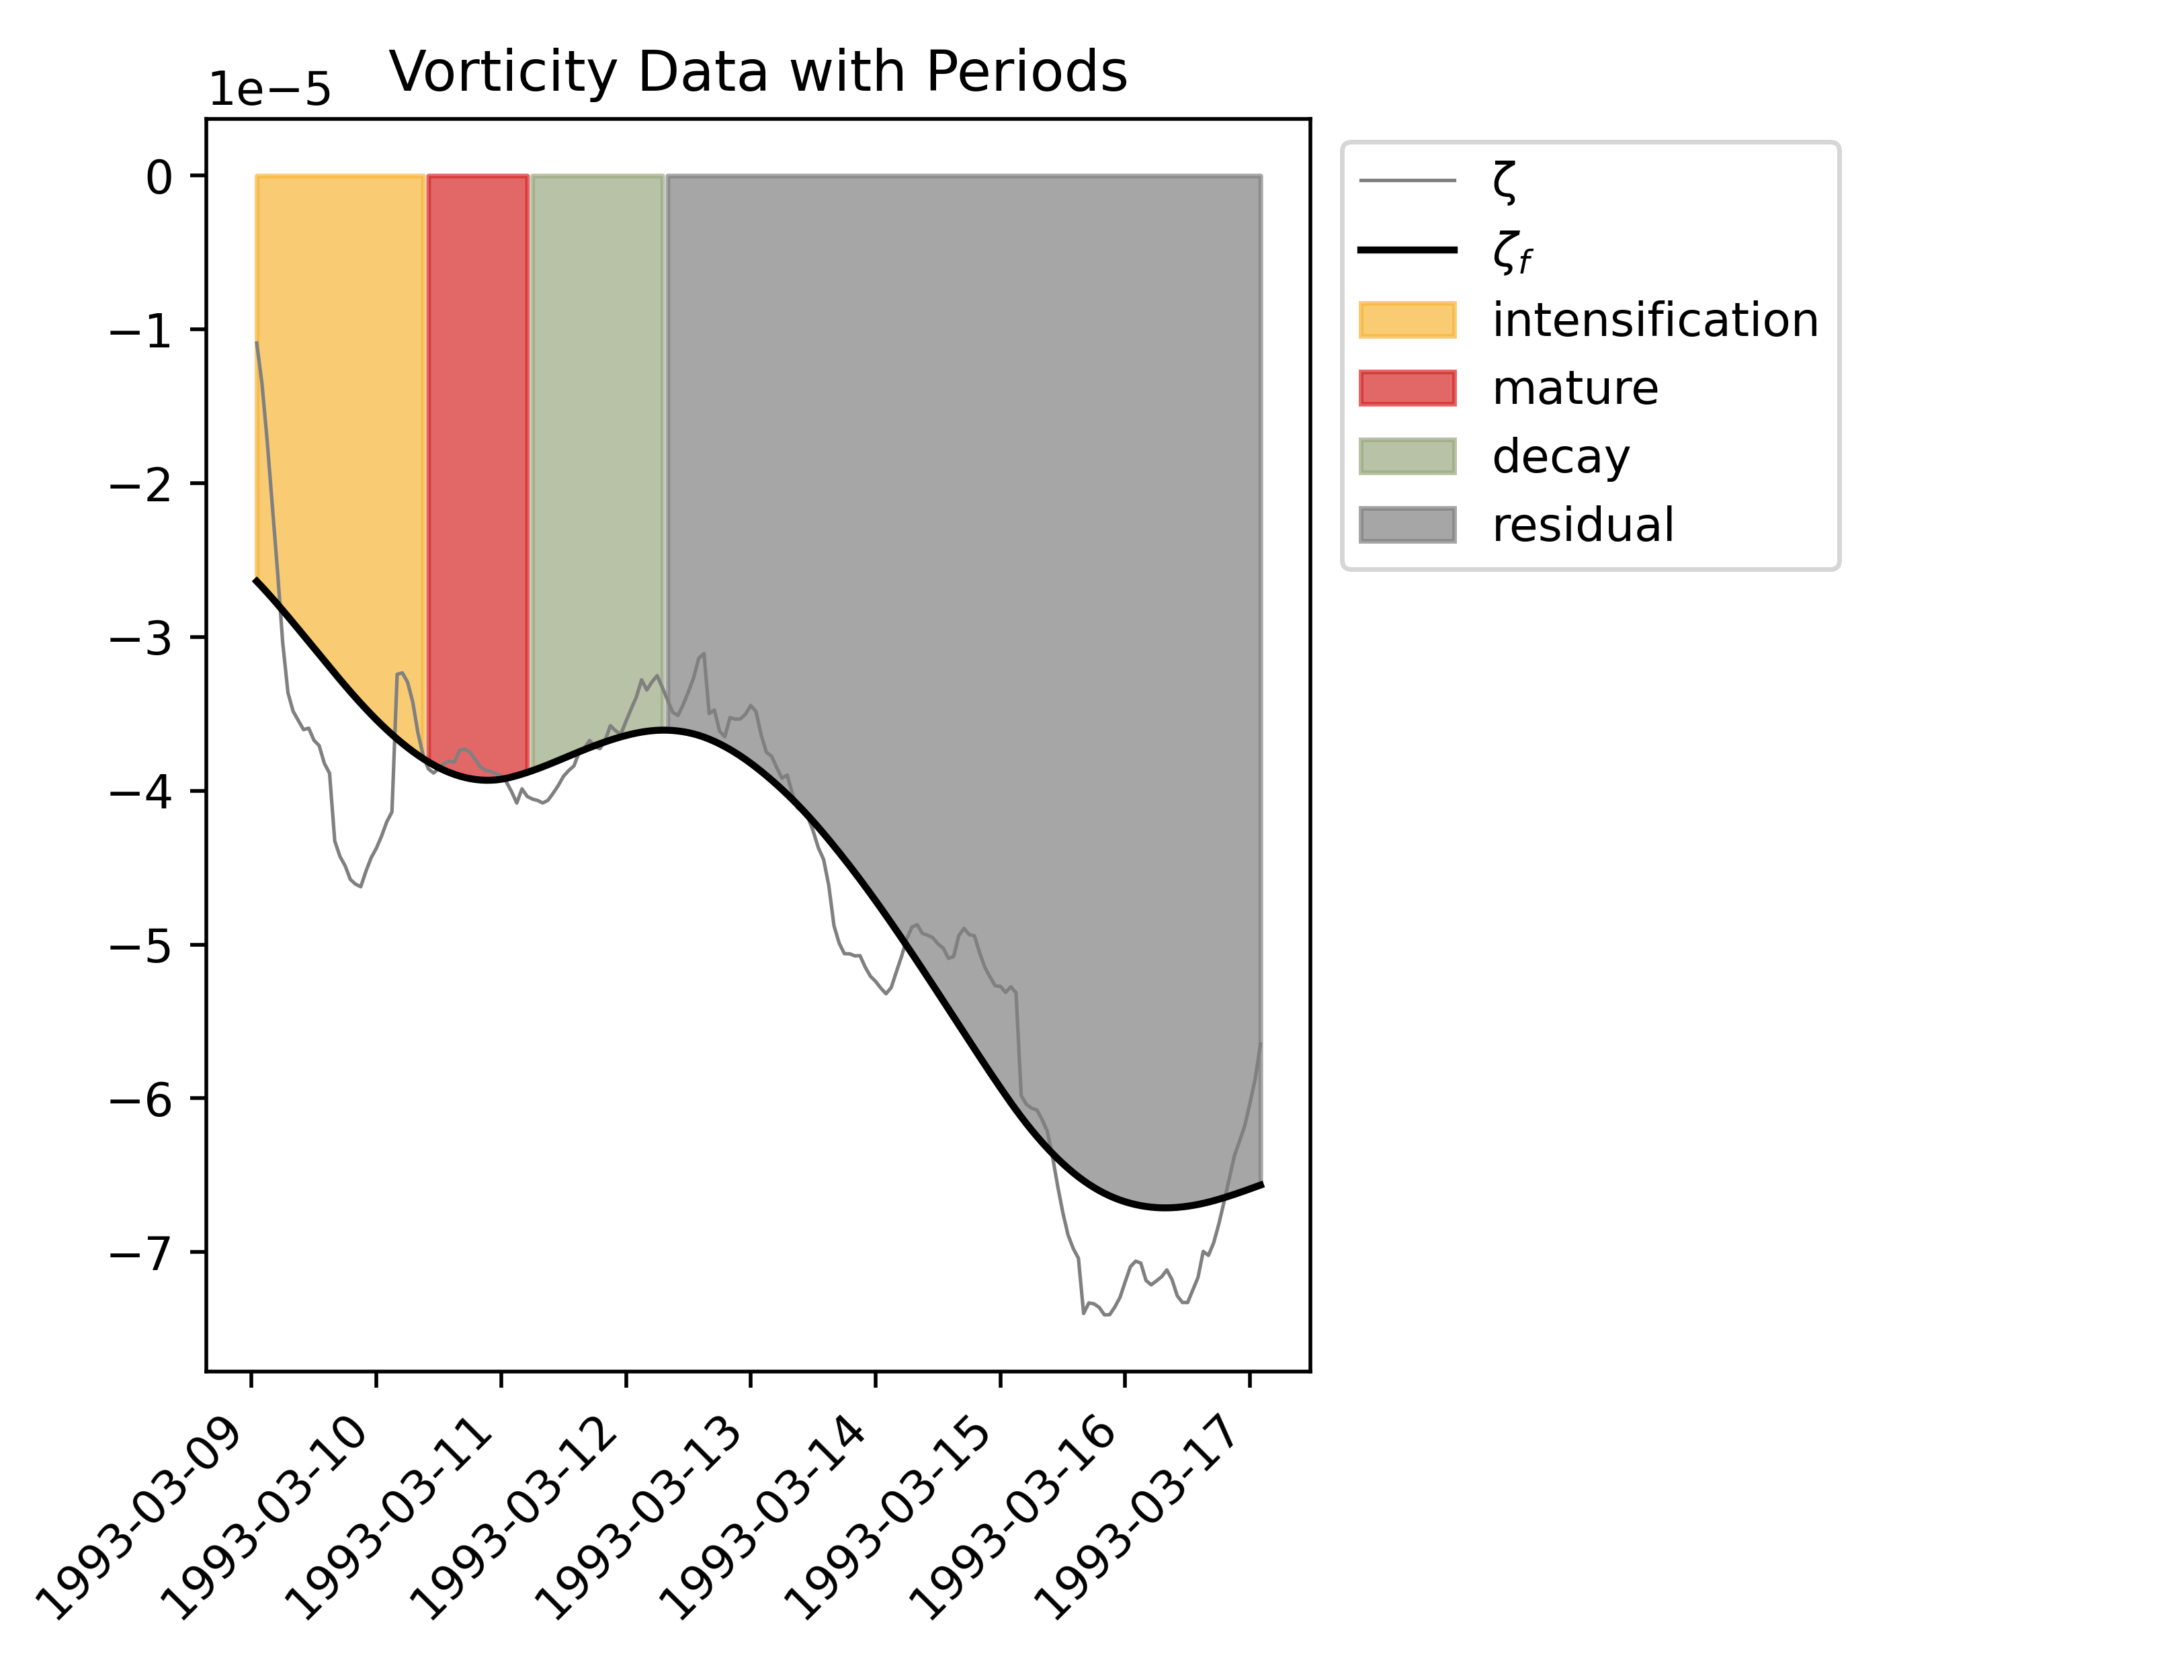 Vorticity Data with Periods
1e−5
0
−1
−2
−3
−4
−5
−6
−7
1993-03-09
1993-03-10
1993-03-11
1993-03-12
1993-03-13
1993-03-14
1993-03-15
1993-03-16
1993-03-17
ζ
ζf
intensification
mature
decay
residual